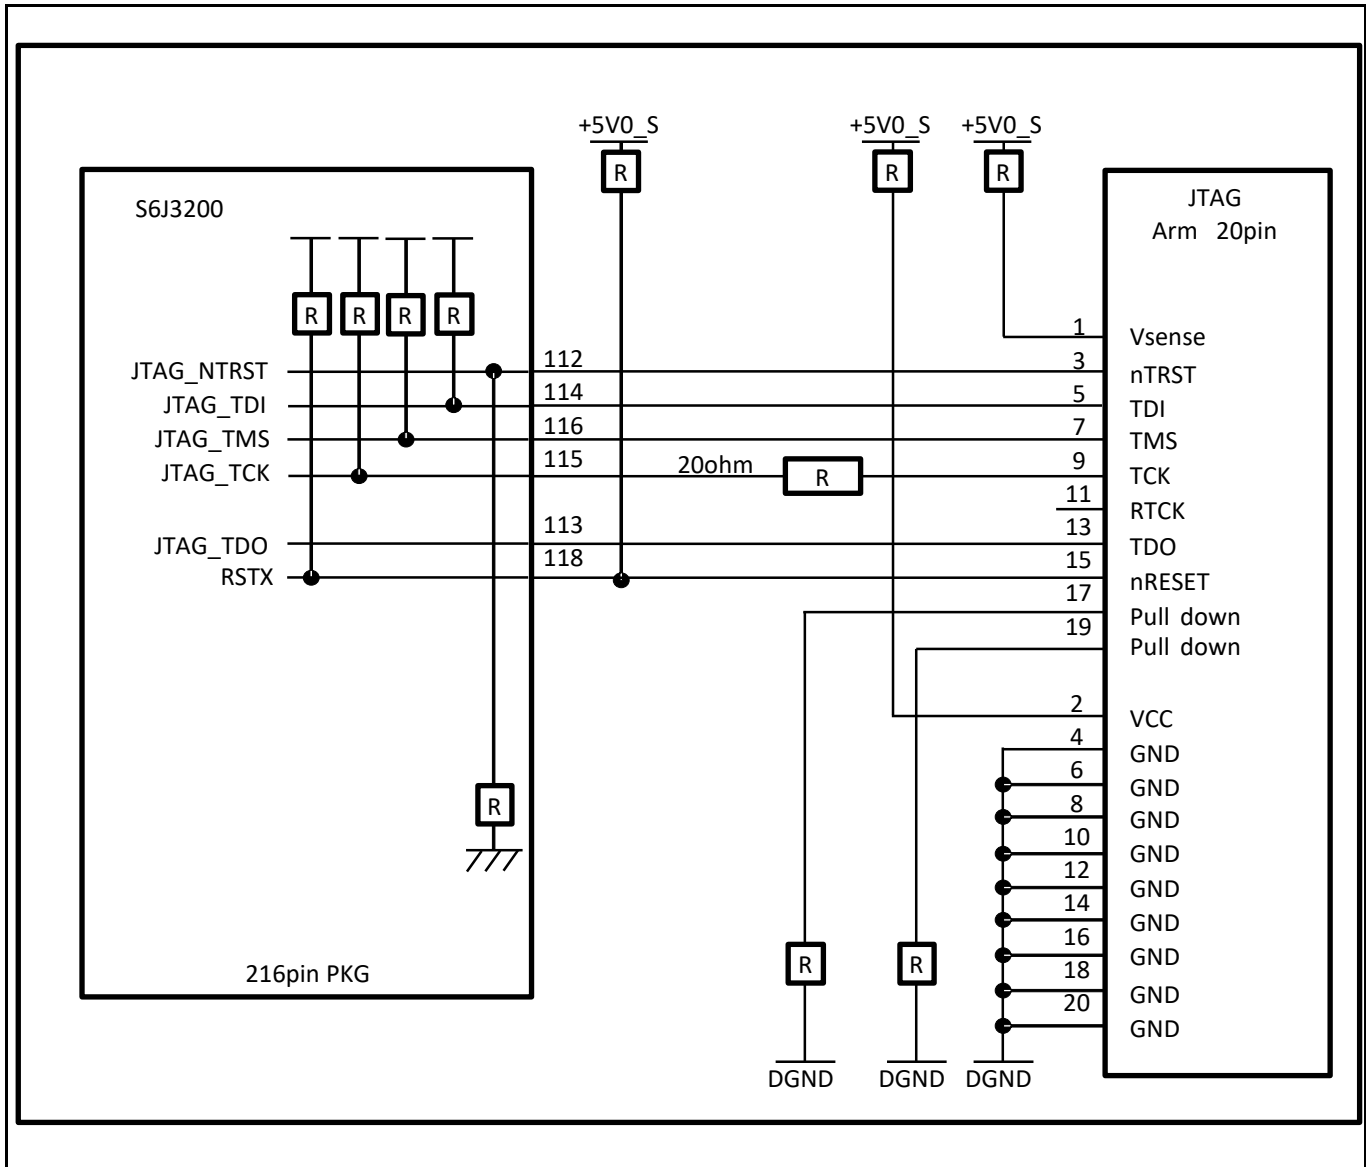 +5V0_S +5V0_S +5V0_S
R R R
S6J3200
JTAG
Arm 20pin
R R R R
1 Vsense
JTAG_NTRST 112 3 nTRST
JTAG_TDI 114 5 TDI
JTAG_TMS 116 7 TMS
JTAG_TCK 115 20ohm R 9 TCK
11 RTCK
JTAG_TDO 113 13 TDO
RSTX 118 15 nRESET
17 Pull down
19 Pull down
2 VCC
4 GND
6 GND
R 8 GND
10 GND
12 GND
14 GND
16 GND
216pin PKG R R 18 GND
20 GND
DGND DGND DGND